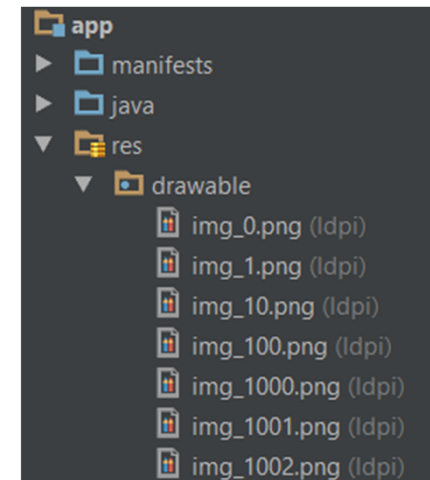 app
manifests
java
res
drawable
img_0.png (ldpi)
img_1.png (ldpi)
img_10.png (ldpi)
img_100.png (ldpi)
img_1000.png (ldpi)
img_1001.png (ldpi)
img_1002.png (ldpi)